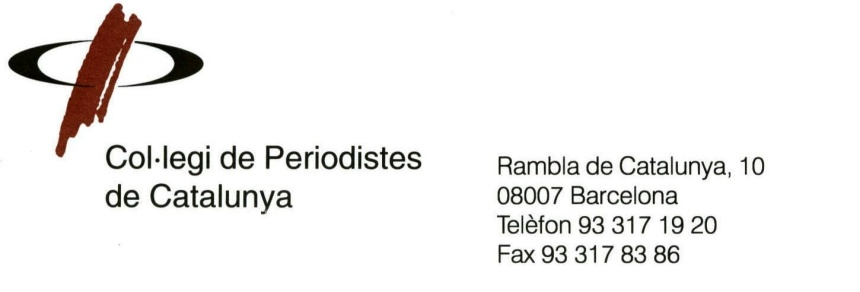 Col·legi de Periodistes
de Catalunya
Rambla de Catalunya, 10
08007 Barcelona
Telèfon 93 317 19 20
Fax 93 317 83 86